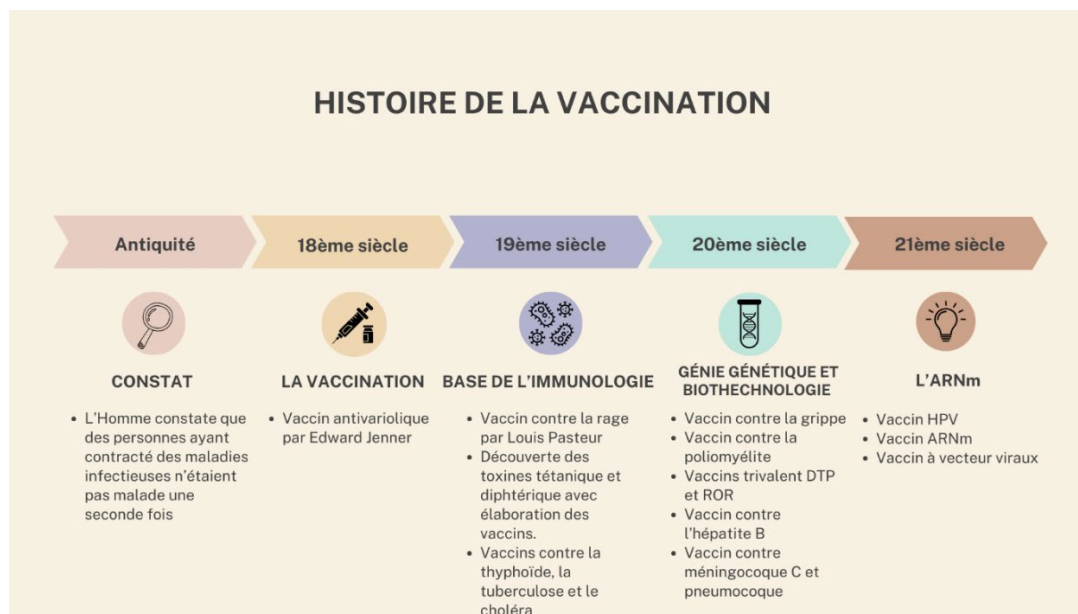 HISTOIRE DE LA VACCINATION
Antiquité
18ème siècle
19ème siècle
20ème siècle
21ème siècle
CONSTAT
• L'Homme constate que
des personnes ayant
contracté des maladies
infectieuses n'étaient
pas malade une
seconde fois
LA VACCINATION
• Vaccin antivariolique
par Edward Jenner
BASE DE L'IMMUNOLOGIE
• Vaccin contre la rage
par Louis Pasteur
• Découverte des
toxines tétanique et
diphtérique avec
élaboration des
vaccins.
• Vaccins contre la
thyphoïde, la
tuberculose et le
choléra
GÉNIE GÉNÉTIQUE ET
BIOTHECHNOLOGIE
• Vaccin contre la grippe
• Vaccin contre la
poliomyélite
• Vaccins trivalent DTP
et ROR
• Vaccin contre
l'hépatite B
• Vaccin contre
méningocoque C et
pneumocoque
L'ARNm
• Vaccin HPV
• Vaccin ARNm
• Vaccin à vecteur viraux